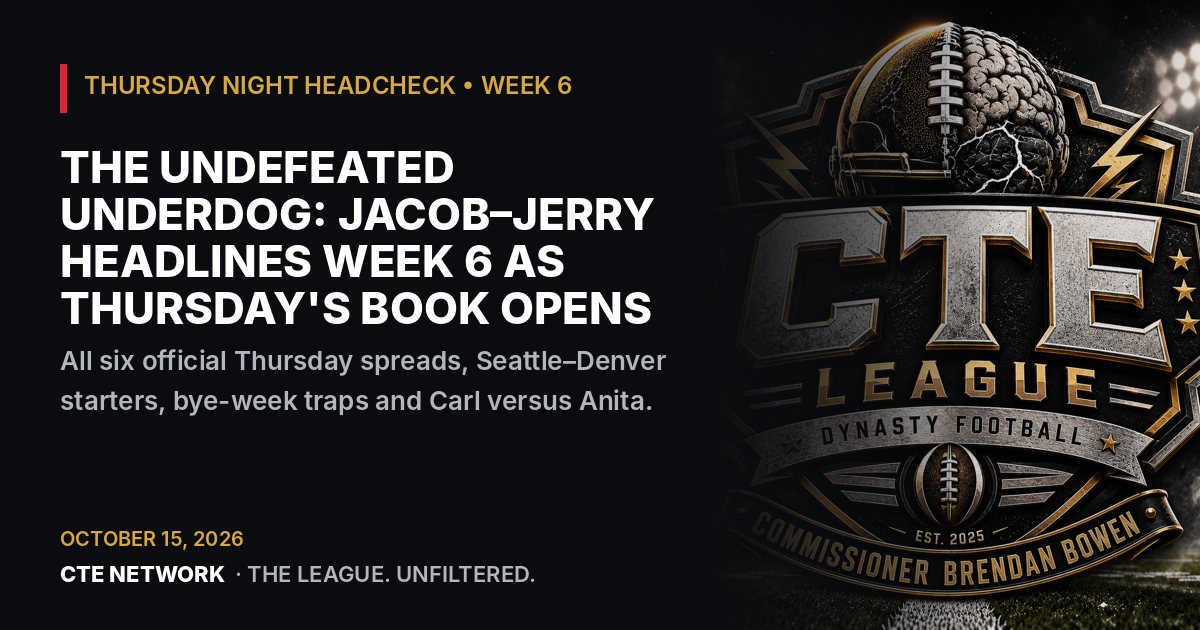 THURSDAY NIGHT HEADCHECK • WEEK 6
THE UNDEFEATED
UNDERDOG: JACOB–JERRY
HEADLINES WEEK 6 AS
THURSDAY'S BOOK OPENS
All six official Thursday spreads, Seattle–Denver
starters, bye-week traps and Carl versus Anita.
OCTOBER 15, 2026
CTE NETWORK · THE LEAGUE. UNFILTERED.
CTE
LEAGUE
DYNASTY FOOTBALL
EST. 2025
COMMISSIONER BRENDAN BOWEN